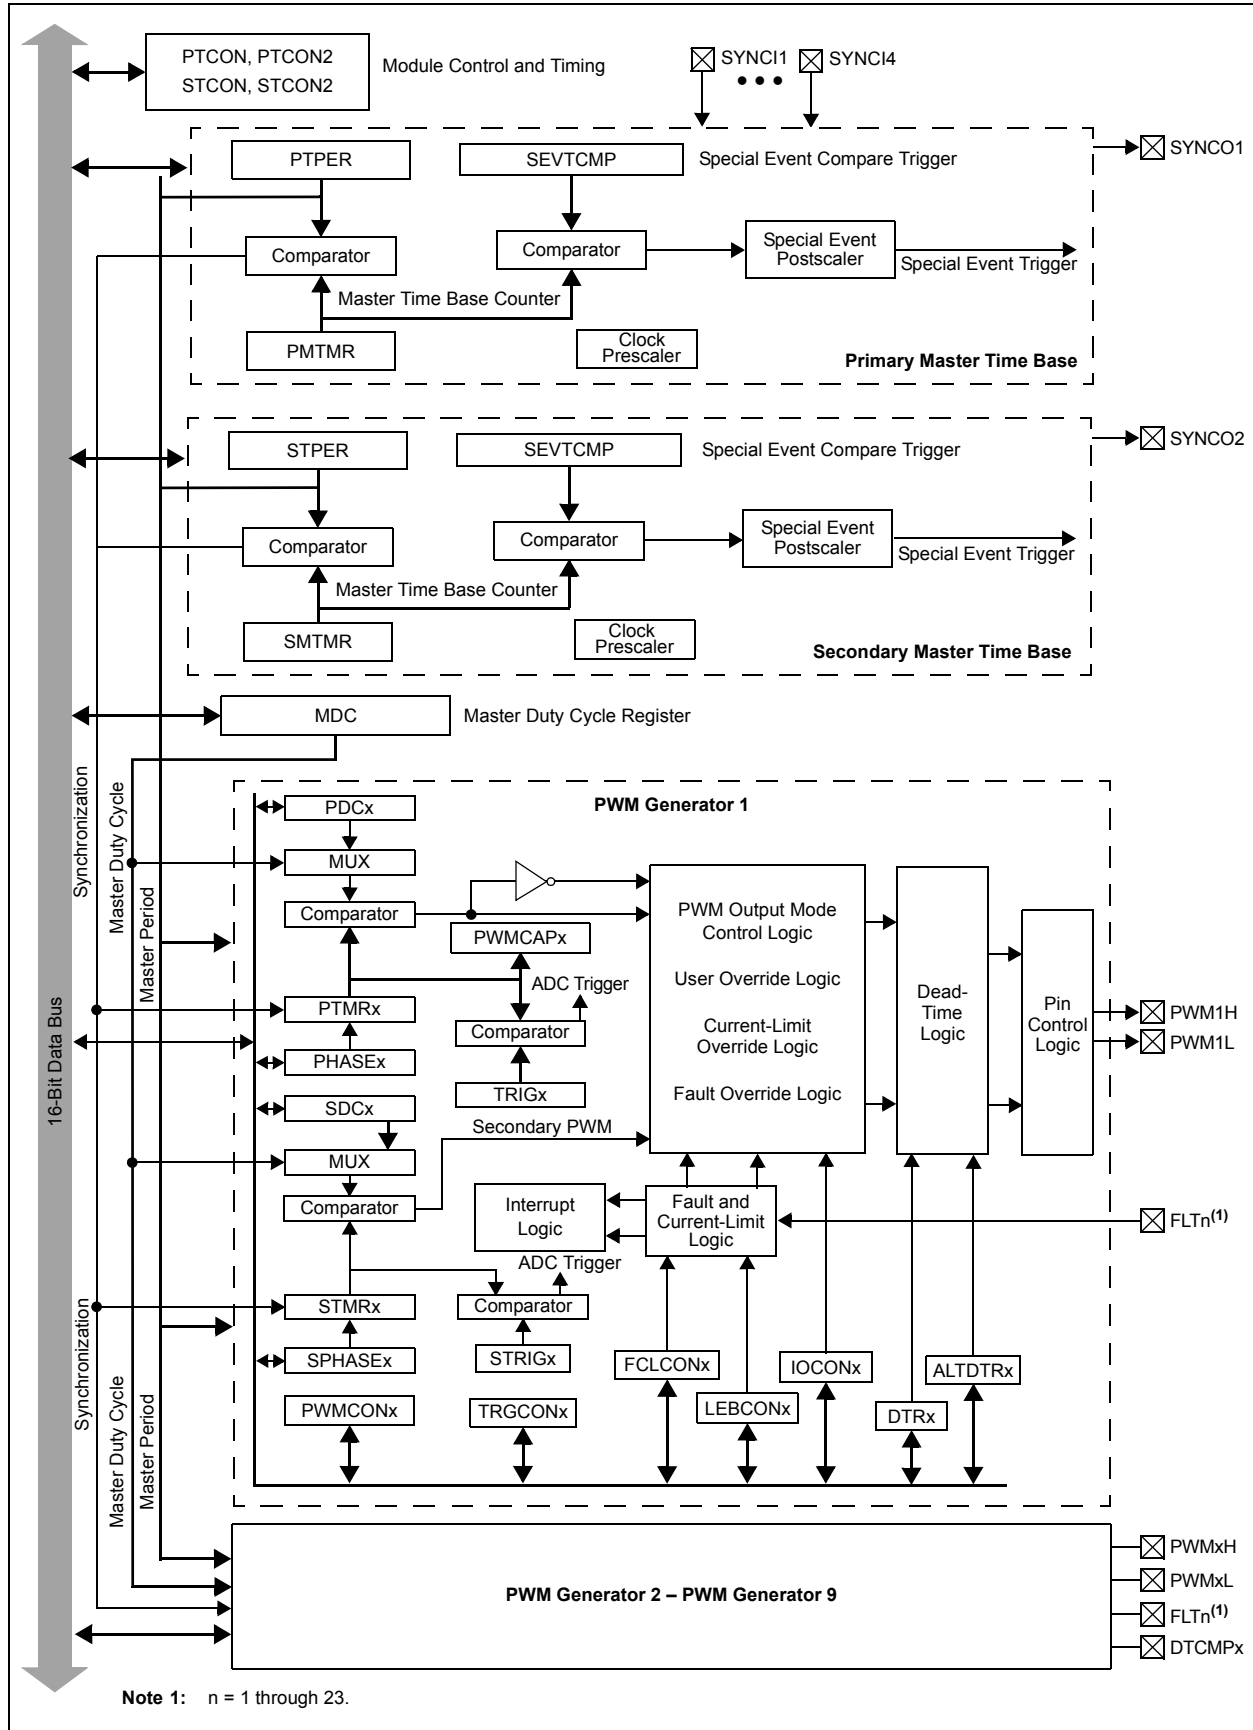 PTCON, PTCON2
STCON, STCON2
Module Control and Timing
SYNCI1
SYNCI4
PTPER
SEVTCMP
Special Event Compare Trigger
SYNCO1
Comparator
Comparator
Special Event
Postscaler
Special Event Trigger
Master Time Base Counter
PMTMR
Clock
Prescaler
Primary Master Time Base
STPER
SEVTCMP
Special Event Compare Trigger
SYNCO2
Comparator
Comparator
Special Event
Postscaler
Special Event Trigger
Master Time Base Counter
SMTMR
Clock
Prescaler
Secondary Master Time Base
MDC
Master Duty Cycle Register
Synchronization
Master Duty Cycle
Master Period
16-Bit Data Bus
PWM Generator 1
PDCx
MUX
Comparator
PWMCAPx
ADC Trigger
PTMRx
Comparator
PHASEx
TRIGx
SDCx
Secondary PWM
MUX
Comparator
PWM Output Mode
Control Logic
User Override Logic
Current-Limit
Override Logic
Fault Override Logic
Dead-
Time
Logic
Pin
Control
Logic
PWM1H
PWM1L
Interrupt
Logic
Fault and
Current-Limit
Logic
FLTn(1)
ADC Trigger
STMRx
Comparator
SPHASEx
STRIGx
FCLCONx
IOCONx
ALTDTRx
PWMCONx
TRGCONx
LEBCONx
DTRx
Synchronization
Master Duty Cycle
Master Period
PWM Generator 2 – PWM Generator 9
PWMxH
PWMxL
FLTn(1)
DTCMPx
Note 1: n = 1 through 23.